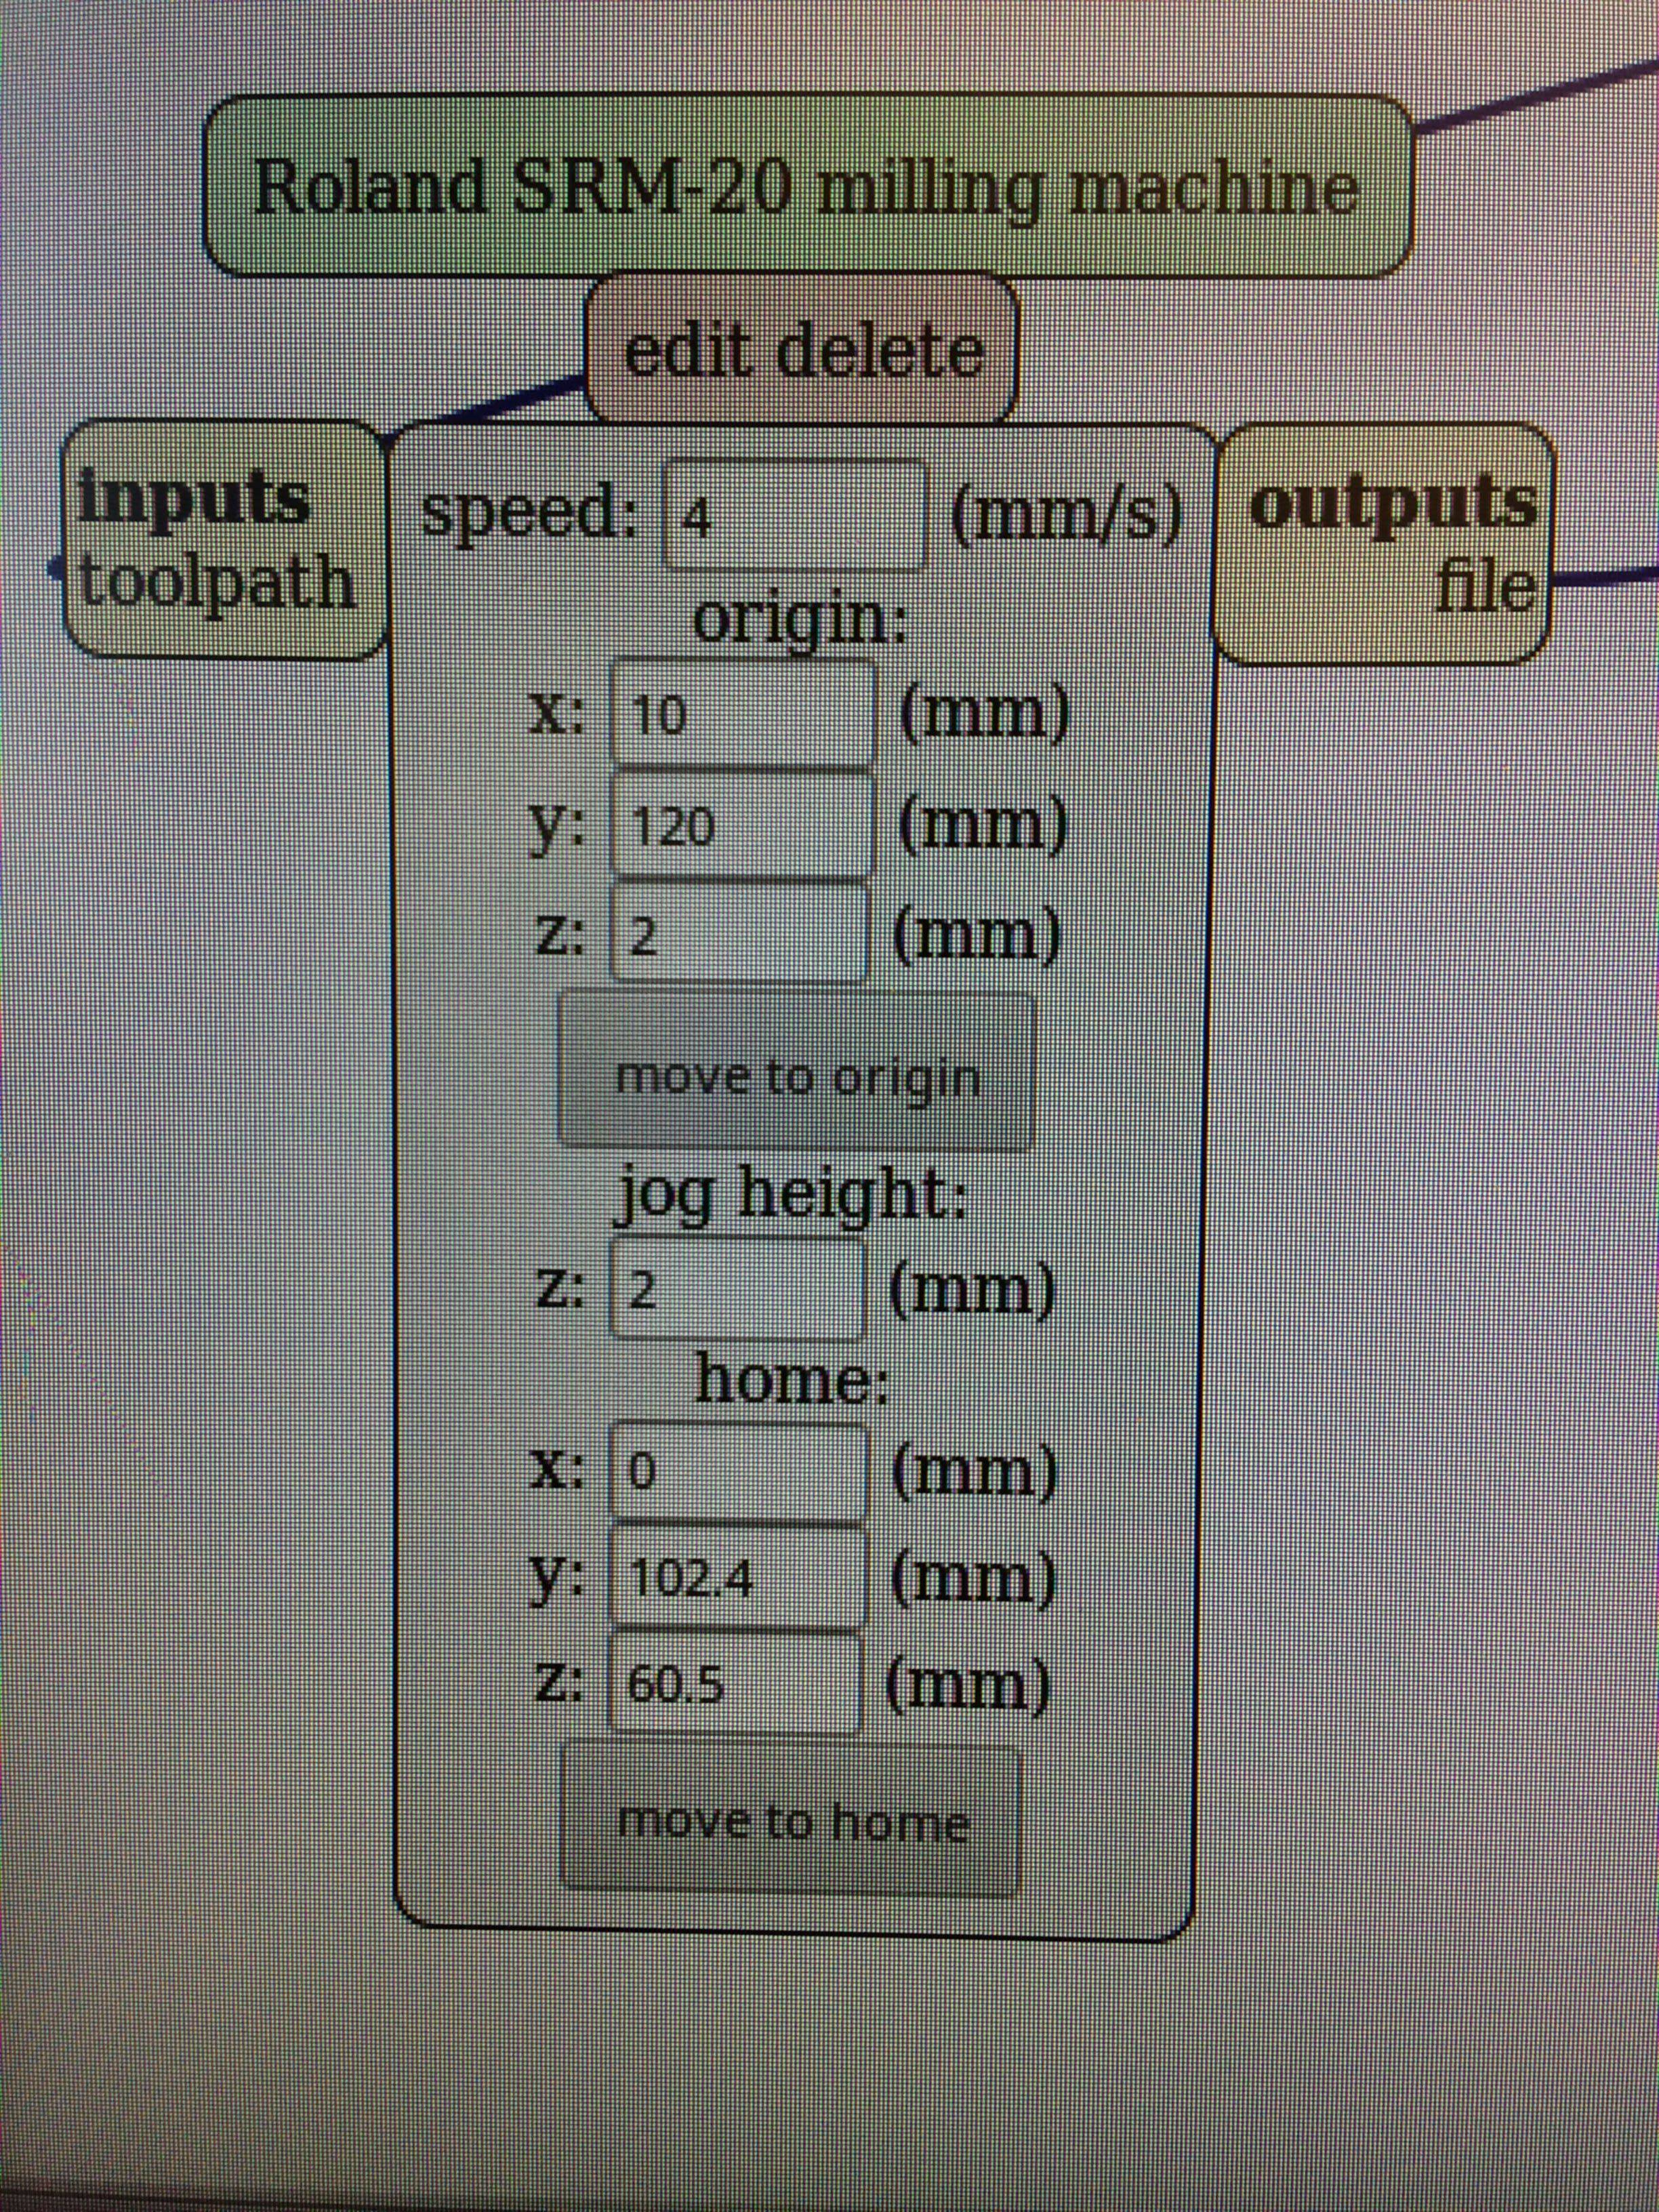 Roland SRM-20 milling machine
edit delete
inputs
toolpath
speed: 4 (mm/s)
outputs
file
origin:
x: 10 (mm)
y: 120 (mm)
z: 2 (mm)
move to origin
jog height:
z: 2 (mm)
home:
x: 0 (mm)
y: 102.4 (mm)
z: 60.5 (mm)
move to home